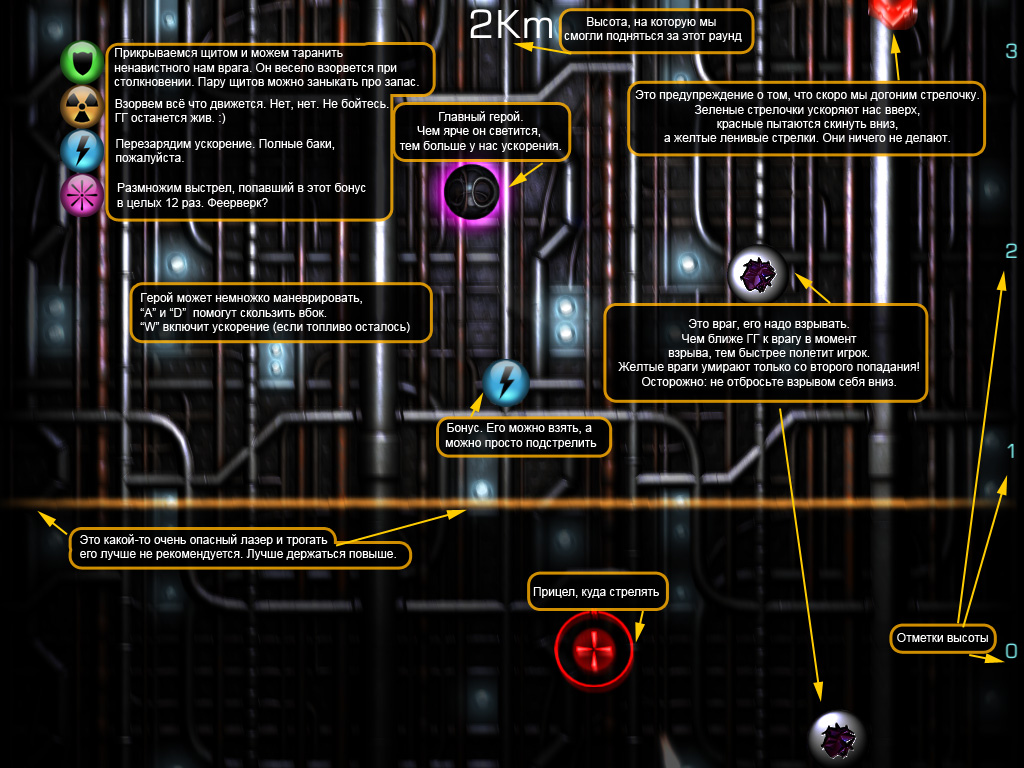 2Km
Высота, на которую мы
смогли подняться за этот раунд
3
Прикрываемся щитом и можем таранить
ненавистного нам врага. Он весело взорвется при
столкновении. Пару щитов можно заныкать про запас.
Взорвем всё что движется. Нет, нет. Не бойтесь.
ГГ останется жив. :)
Перезарядим ускорение. Полные баки,
пожалуйста.
Размножим выстрел, попавший в этот бонус
в целых 12 раз. Феерверк?
Главный герой.
Чем ярче он светится,
тем больше у нас ускорения.
Это предупреждение о том, что скоро мы догоним стрелочку.
Зеленые стрелочки ускоряют нас вверх,
красные пытаются скинуть вниз,
а желтые ленивые стрелки. Они ничего не делают.
2
Герой может немножко маневрировать,
“A” и “D” помогут скользить вбок.
“W” включит ускорение (если топливо осталось)
Это враг, его надо взрывать.
Чем ближе ГГ к врагу в момент
взрыва, тем быстрее полетит игрок.
Желтые враги умирают только со второго попадания!
Осторожно: не отбросьте взрывом себя вниз.
Бонус. Его можно взять, а
можно просто подстрелить
1
Это какой-то очень опасный лазер и трогать
его лучше не рекомендуется. Лучше держаться повыше.
Прицел, куда стрелять
Отметки высоты
0